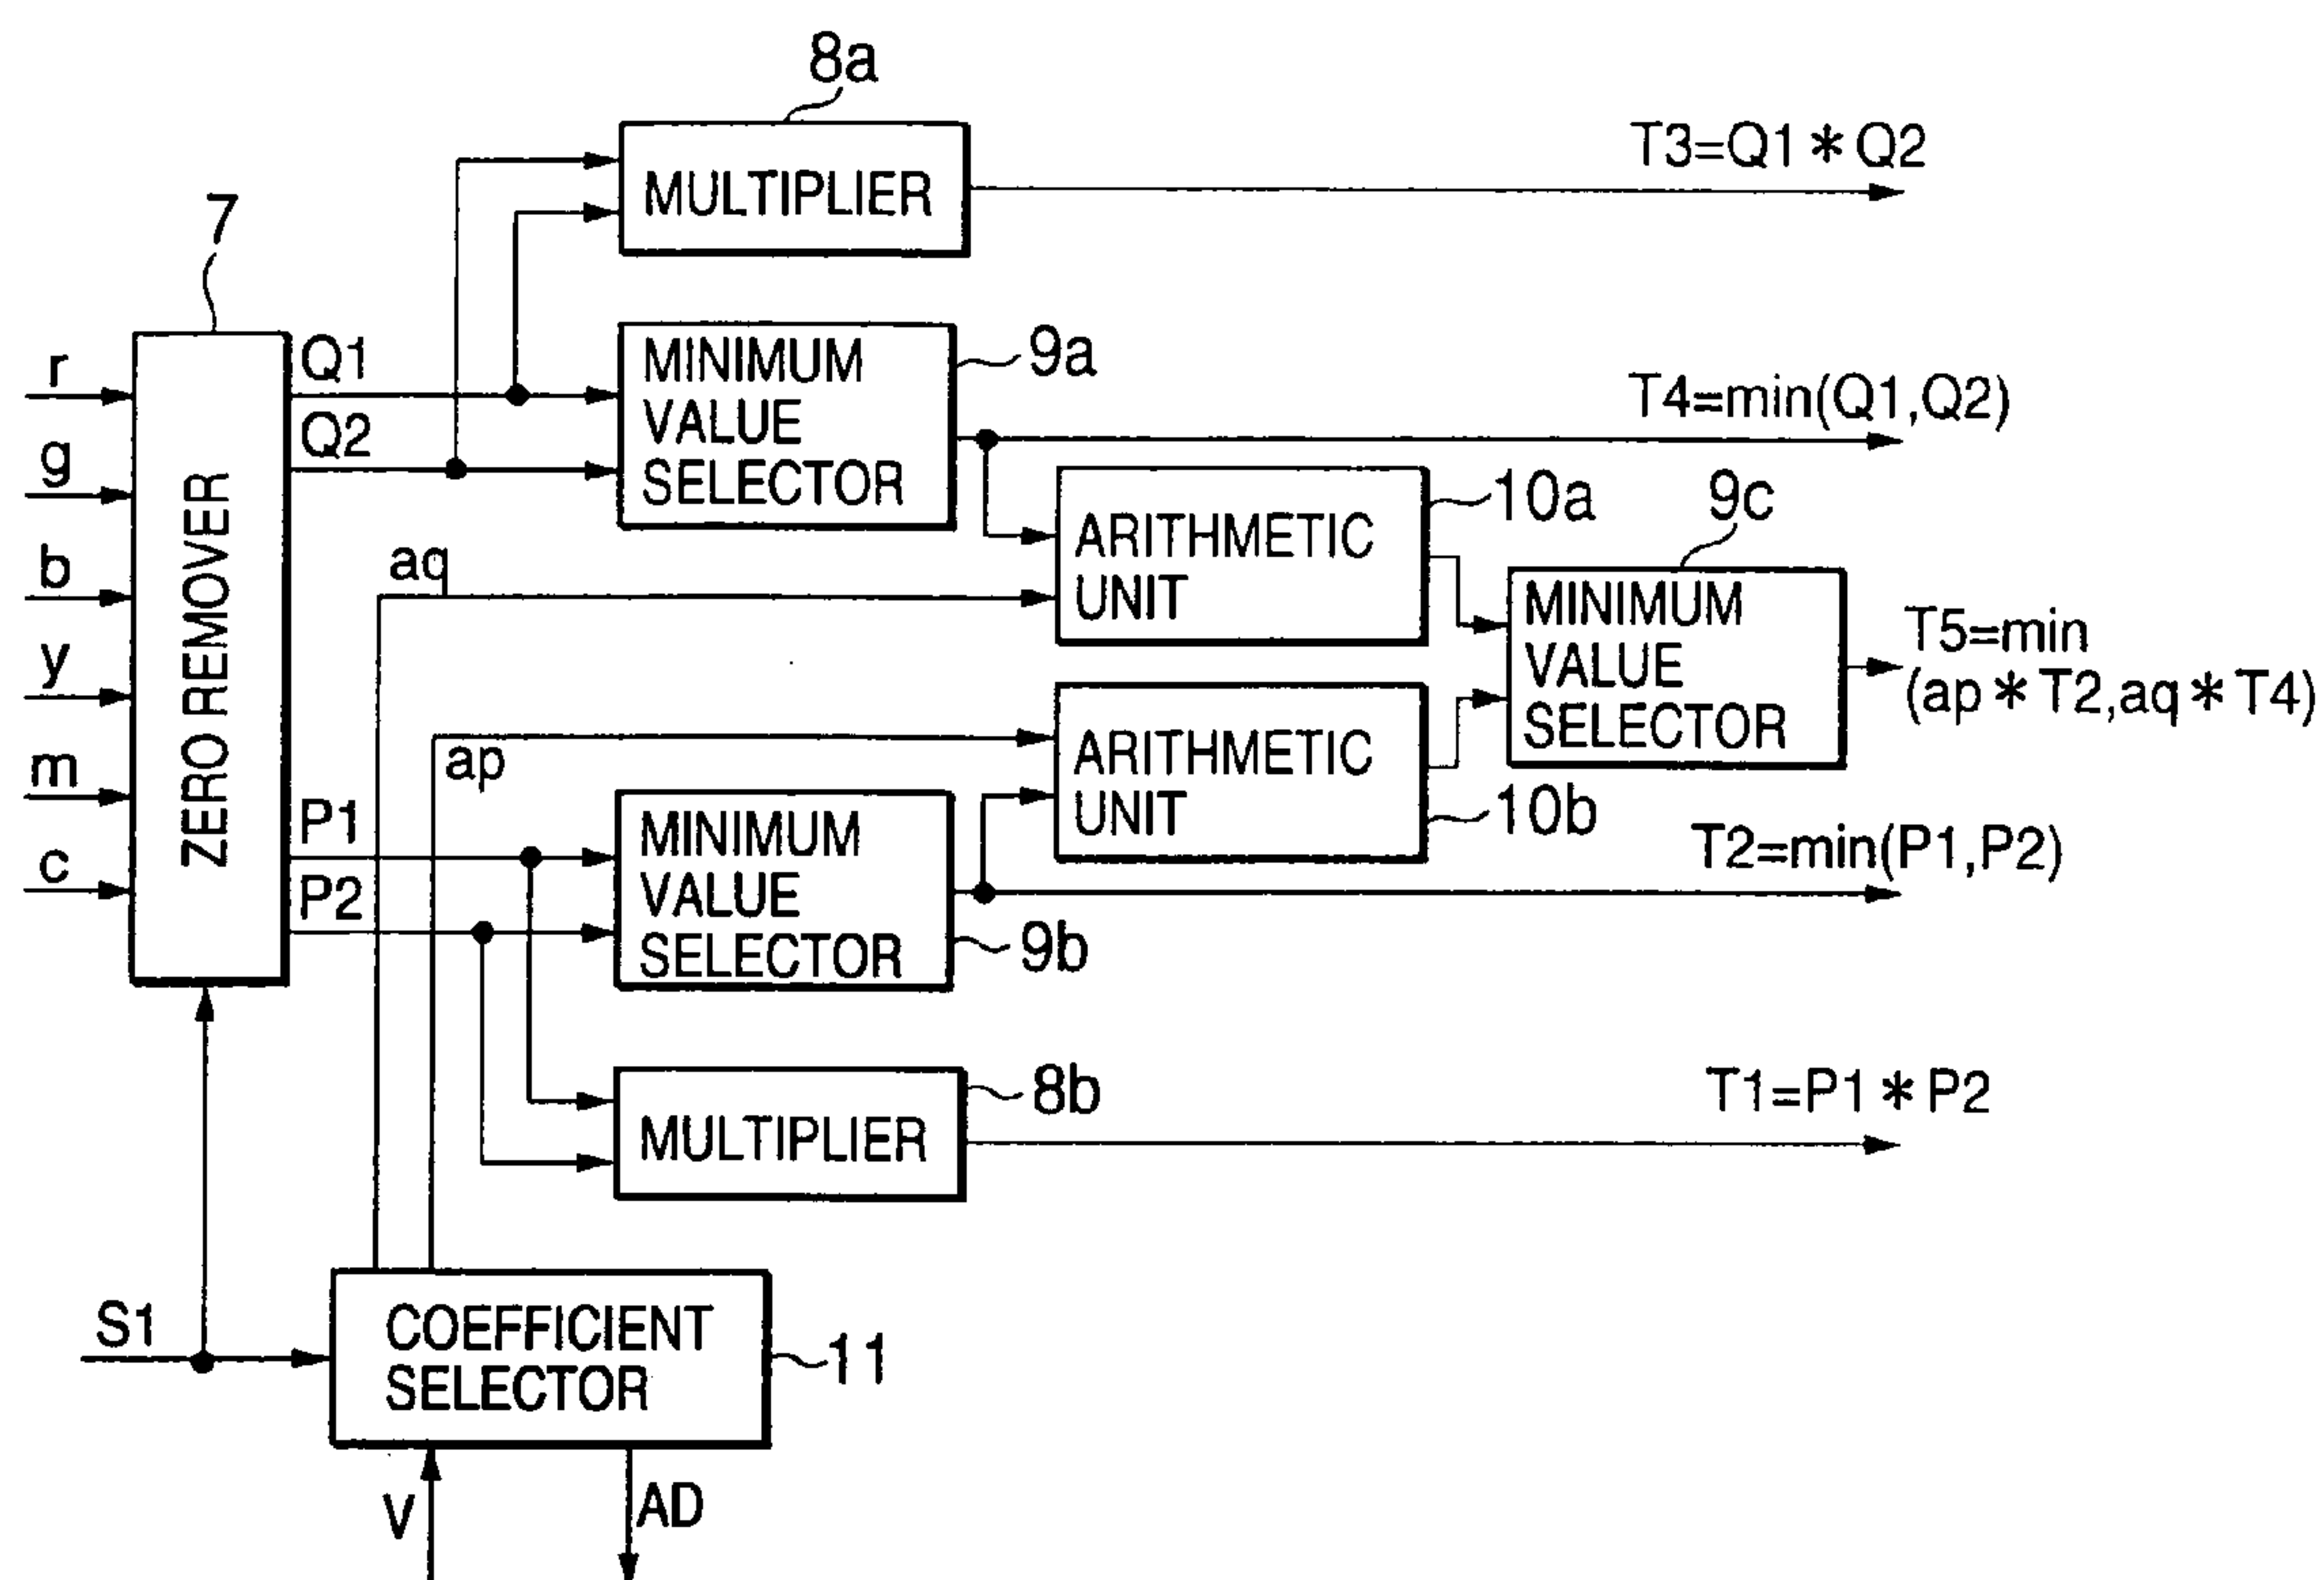 8a
MULTIPLIER
T3=Q1*Q2
7
r
g
b
y
m
c
ZERO REMOVER
Q1
Q2
MINIMUM
VALUE
SELECTOR
9a
T4=min(Q1,Q2)
aq
ARITHMETIC
UNIT
10a
9c
MINIMUM
VALUE
SELECTOR
T5=min
(ap*T2,aq*T4)
ap
ARITHMETIC
UNIT
10b
P1
P2
MINIMUM
VALUE
SELECTOR
9b
T2=min(P1,P2)
MULTIPLIER
8b
T1=P1*P2
S1
COEFFICIENT
SELECTOR
11
V
AD